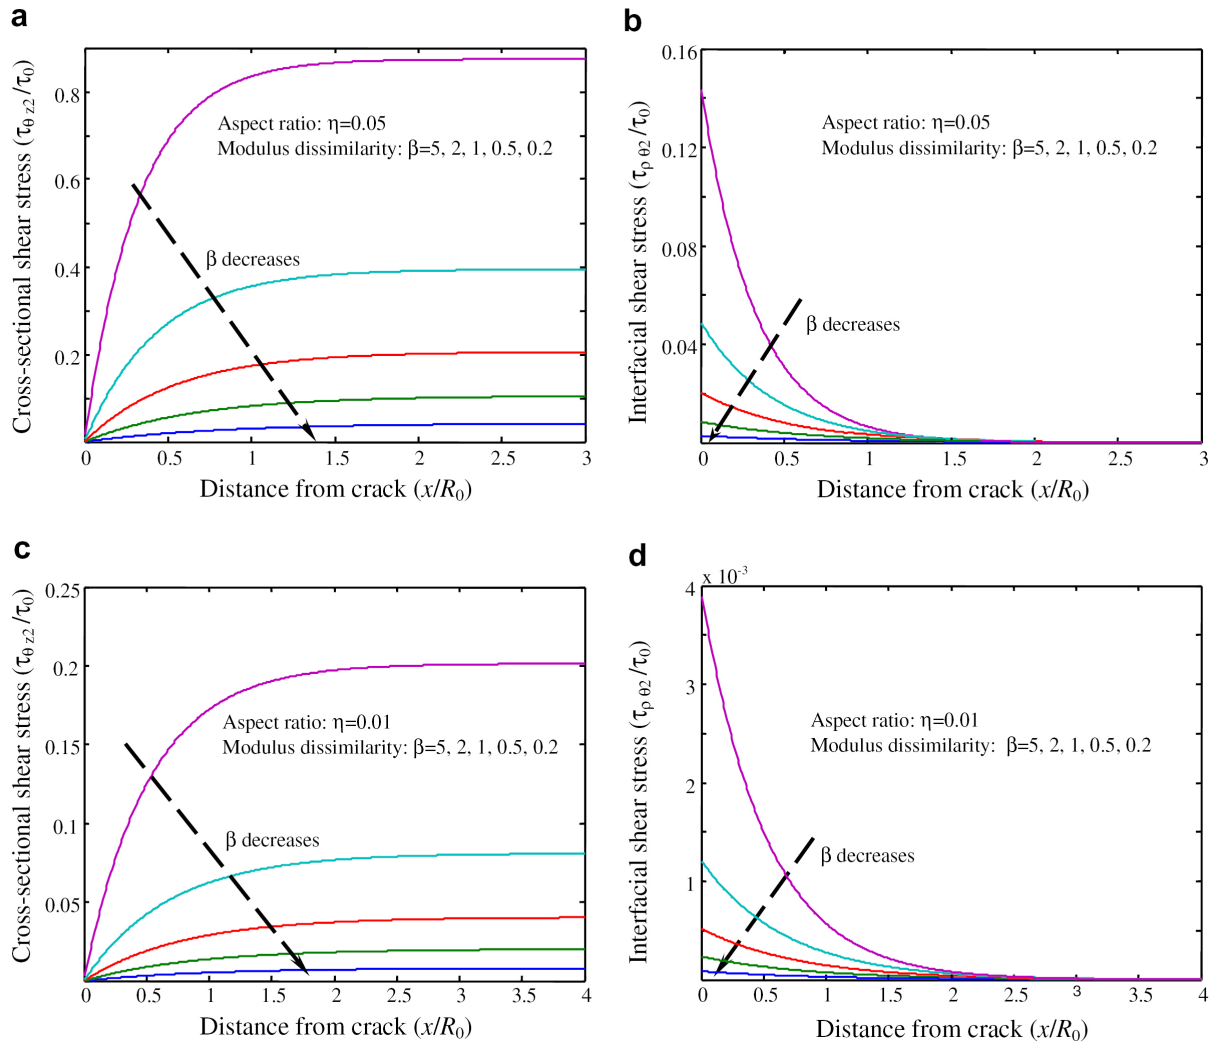 a
Cross-sectional shear stress (τθ z2/τ0)
0.8
0.6
0.4
0.2
Aspect ratio: η=0.05
Modulus dissimilarity: β=5, 2, 1, 0.5, 0.2
β decreases
0 0.5 1 1.5 2 2.5 3
Distance from crack (x/R0)
b
Interfacial shear stress (τρ θ2/τ0)
0.16
0.12
0.08
0.04
Aspect ratio: η=0.05
Modulus dissimilarity: β=5, 2, 1, 0.5, 0.2
β decreases
0 0.5 1 1.5 2 2.5 3
Distance from crack (x/R0)
c
Cross-sectional shear stress (τθ z2/τ0)
0.25
0.2
0.15
0.1
0.05
Aspect ratio: η=0.01
Modulus dissimilarity: β=5, 2, 1, 0.5, 0.2
β decreases
0 0.5 1 1.5 2 2.5 3 3.5 4
Distance from crack (x/R0)
d
Interfacial shear stress (τρ θ2/τ0)
x 10-3
4
3
2
1
Aspect ratio: η=0.01
Modulus dissimilarity: β=5, 2, 1, 0.5, 0.2
β decreases
0 0.5 1 1.5 2 2.5 3 3.5 4
Distance from crack (x/R0)